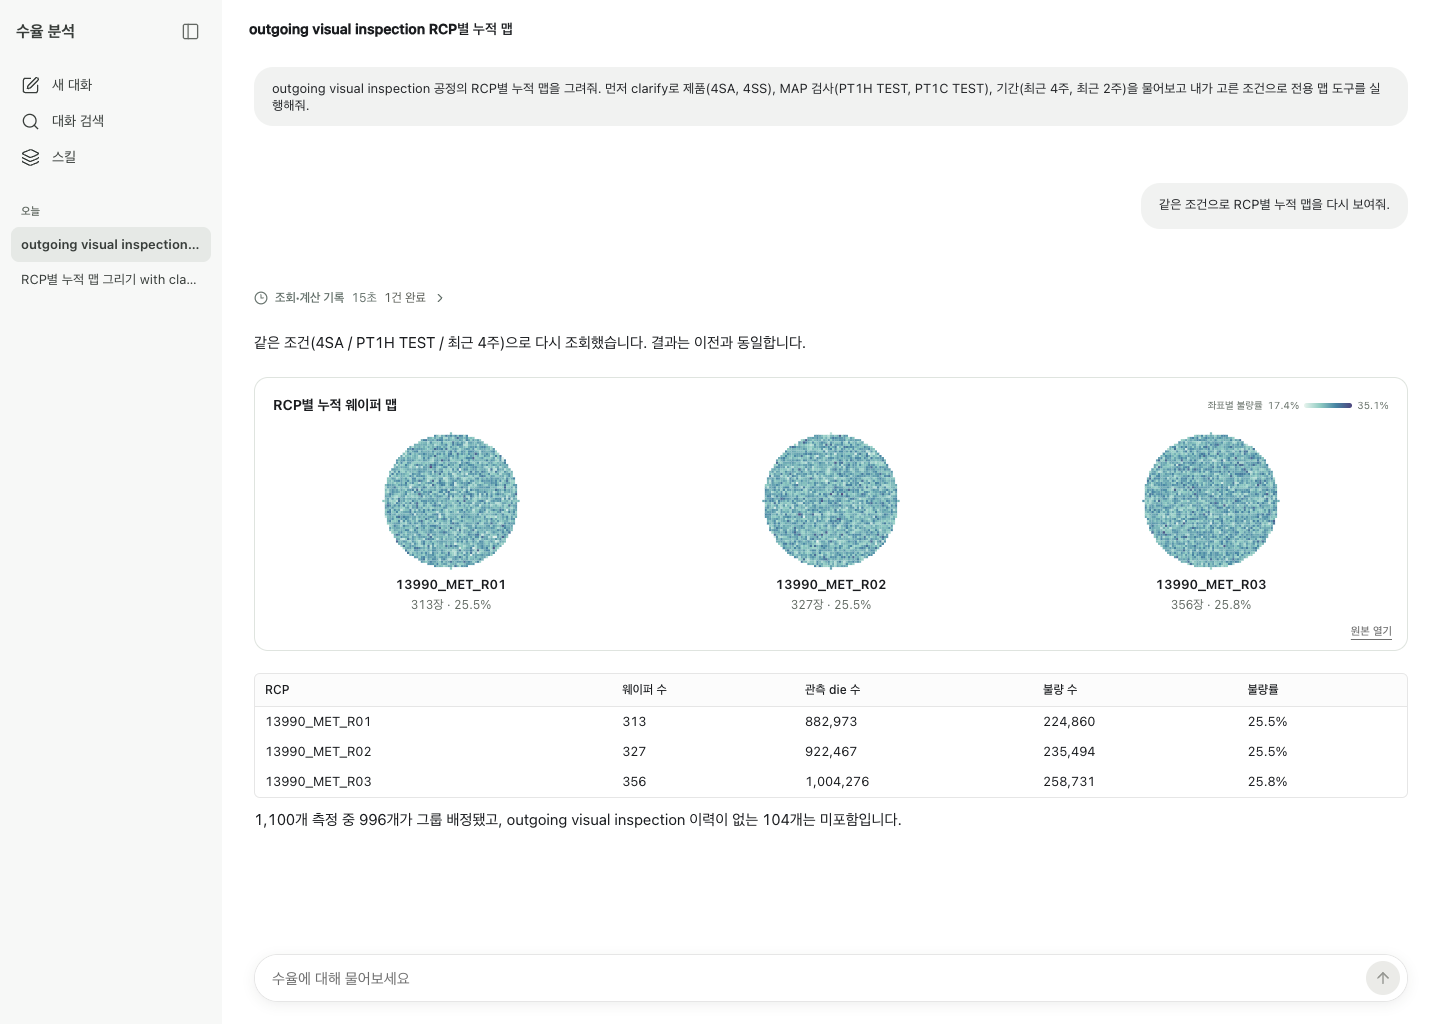 수율 분석
새 대화
대화 검색
스킬
오늘
outgoing visual inspection...
RCP별 누적 맵 그리기 with cla...
outgoing visual inspection RCP별 누적 맵
outgoing visual inspection 공정의 RCP별 누적 맵을 그려줘. 먼저 clarify로 제품(4SA, 4SS), MAP 검사(PT1H TEST, PT1C TEST), 기간(최근 4주, 최근 2주)을 물어보고 내가 고른 조건으로 전용 맵 도구를 실
행해줘.
같은 조건으로 RCP별 누적 맵을 다시 보여줘.
조회·계산 기록 15초 1건 완료
같은 조건(4SA / PT1H TEST / 최근 4주)으로 다시 조회했습니다. 결과는 이전과 동일합니다.
RCP별 누적 웨이퍼 맵
좌표별 불량률 17.4% 35.1%
13990_MET_R01 13990_MET_R02 13990_MET_R03
313장 · 25.5% 327장 · 25.5% 356장 · 25.8%
원본 열기
RCP 웨이퍼 수 관측 die 수 불량 수 불량률
13990_MET_R01 313 882,973 224,860 25.5%
13990_MET_R02 327 922,467 235,494 25.5%
13990_MET_R03 356 1,004,276 258,731 25.8%
1,100개 측정 중 996개가 그룹 배정됐고, outgoing visual inspection 이력이 없는 104개는 미포함입니다.
수율에 대해 물어보세요